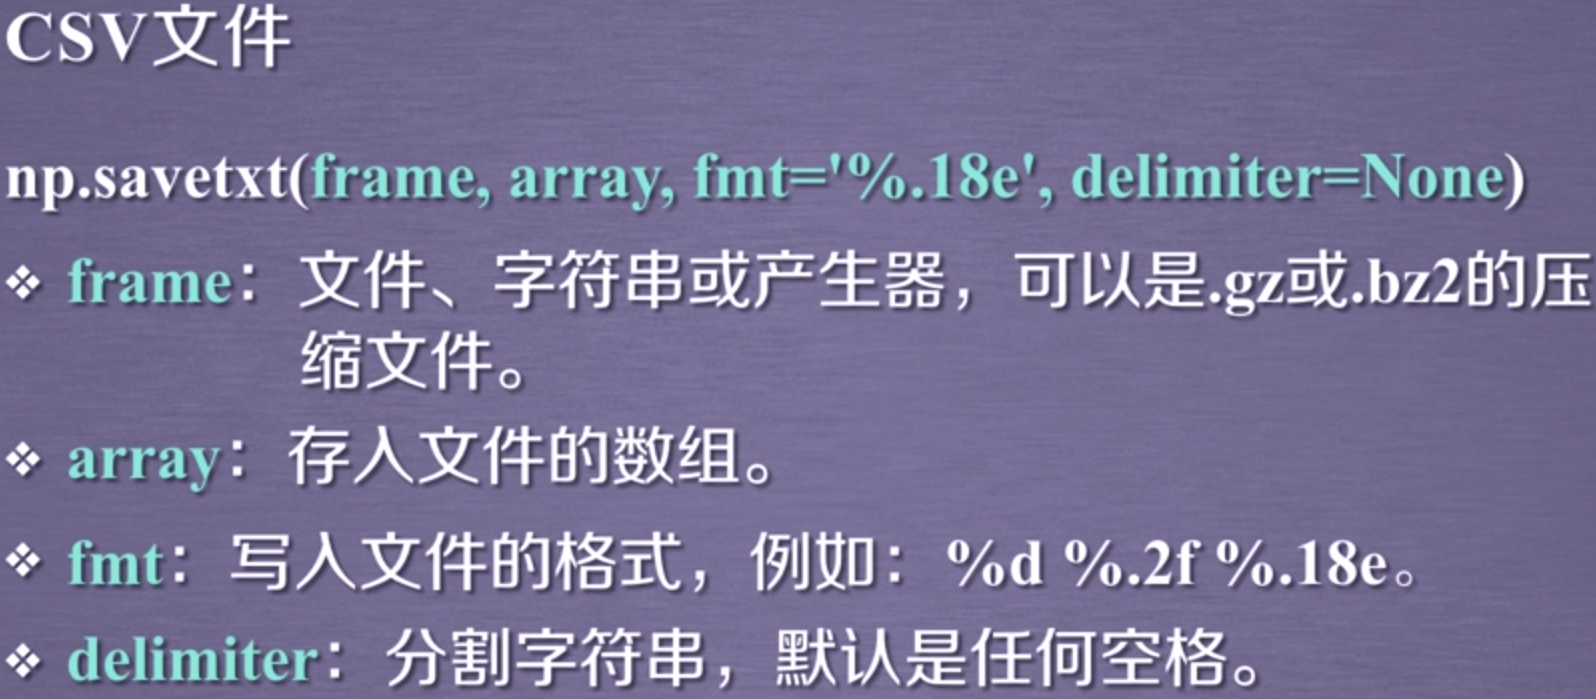 CSV文件
np.savetxt(frame, array, fmt='%.18e', delimiter=None)
❖ frame：文件、字符串或产生器，可以是.gz或.bz2的压
缩文件。
❖ array：存入文件的数组。
❖ fmt：写入文件的格式，例如：%d %.2f %.18e。
❖ delimiter：分割字符串，默认是任何空格。